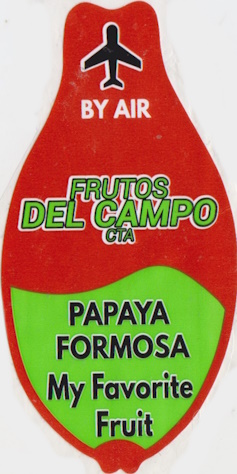 BY AIR
FRUTOS
DEL CAMPO
CTA
PAPAYA
FORMOSA
My Favorite
Fruit